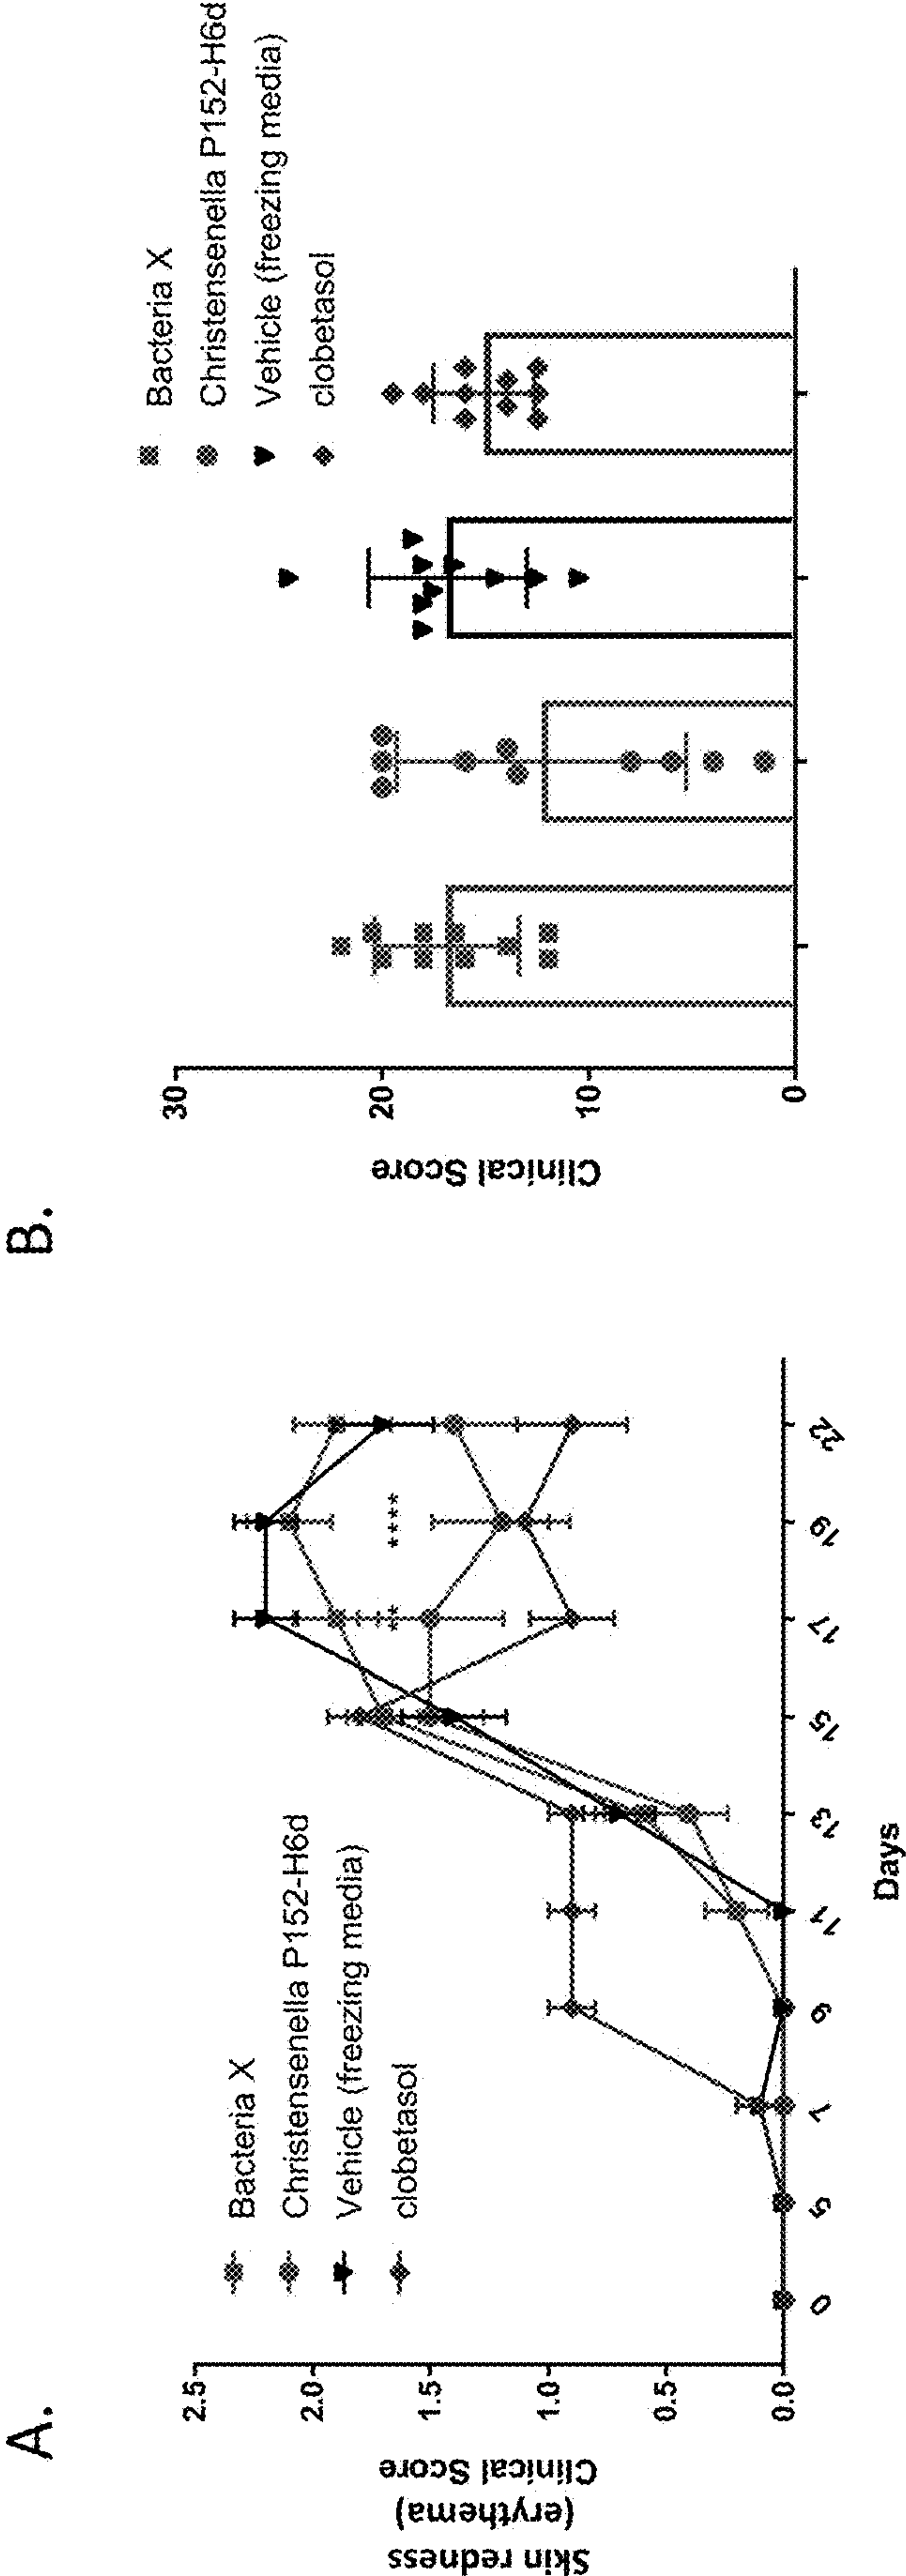 A.
Skin redness
(erythema)
Clinical Score
2.5
2.0
1.5
1.0
0.5
0.0
Bacteria X
Christensenella P152-H6d
Vehicle (freezing media)
clobetasol
**
****
0
5
7
9
11
13
15
17
19
22
Days
B.
Clinical Score
30
20
10
0
Bacteria X
Christensenella P152-H6d
Vehicle (freezing media)
clobetasol